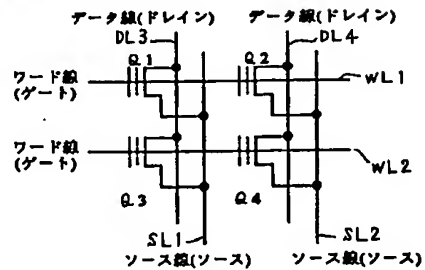 データ線(ドレイン) データ線(ドレイン)
DL3 DL4
Q1 Q2
ワード線
(ゲート)
WL1
ワード線
(ゲート)
WL2
Q3 Q4
SL1 SL2
ソース線(ソース) ソース線(ソース)